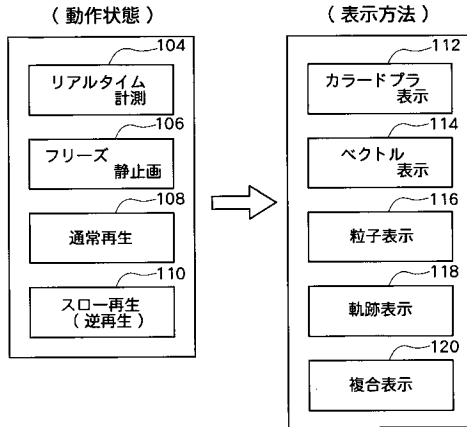 （ 動作状態 ）
104
リアルタイム
計測
106
フリーズ
静止画
108
通常再生
110
スロー再生
（ 逆再生 ）
（ 表示方法 ）
112
カラードプラ
表示
114
ベクトル
表示
116
粒子表示
118
軌跡表示
120
複合表示